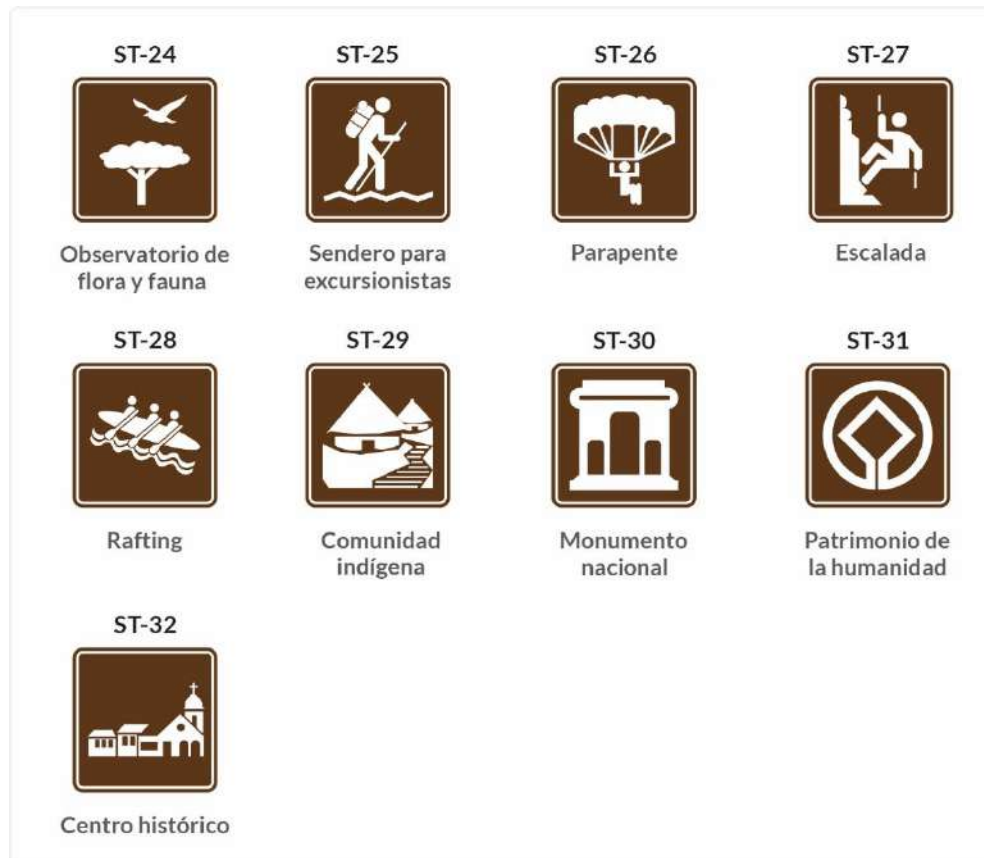 ST-24
ST-25
ST-26
ST-27
Observatorio de
flora y fauna
Sendero para
excursionistas
Parapente
Escalada
ST-28
ST-29
ST-30
ST-31
Rafting
Comunidad
indígena
Monumento
nacional
Patrimonio de
la humanidad
ST-32
Centro histórico